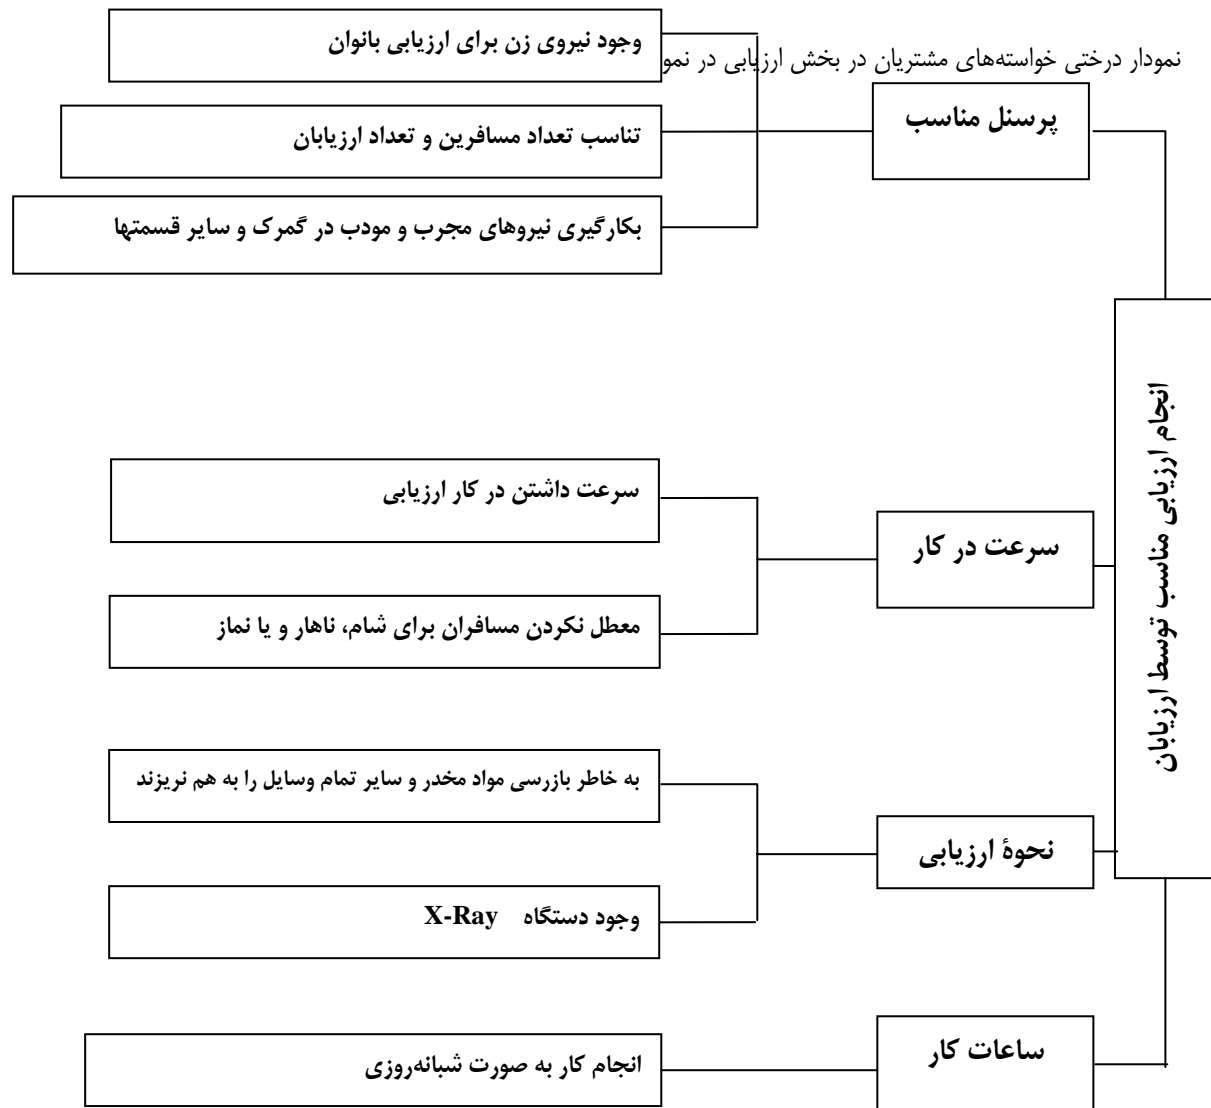 نمودار درختی خواسته‌های مشتریان در بخش ارزیابی در نمو
انجام ارزیابی مناسب توسط ارزیابان
پرسنل مناسب
وجود نیروی زن برای ارزیابی بانوان
تناسب تعداد مسافرین و تعداد ارزیابان
بکارگیری نیروهای مجرب و مودب در گمرک و سایر قسمتها
سرعت در کار
سرعت داشتن در کار ارزیابی
معطل نکردن مسافران برای شام، ناهار و یا نماز
نحوۀ ارزیابی
به خاطر بازرسی مواد مخدر و سایر تمام وسایل را به هم نریزند
وجود دستگاه X-Ray
ساعات کار
انجام کار به صورت شبانه‌روزی